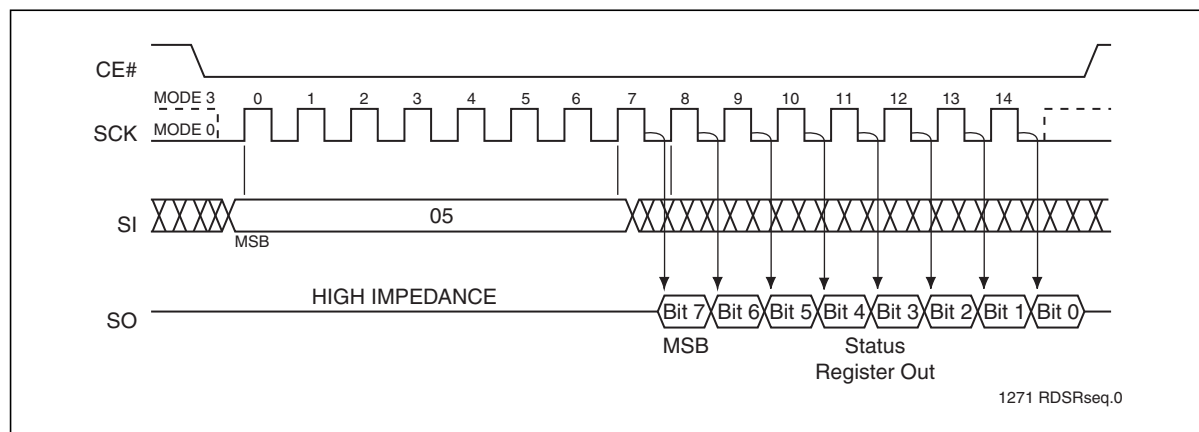 CE#
MODE 3
0 1 2 3 4 5 6 7 8 9 10 11 12 13 14
SCK
MODE 0
SI
05
MSB
HIGH IMPEDANCE
SO
Bit 7 Bit 6 Bit 5 Bit 4 Bit 3 Bit 2 Bit 1 Bit 0
MSB
Status
Register Out
1271 RDSRseq.0